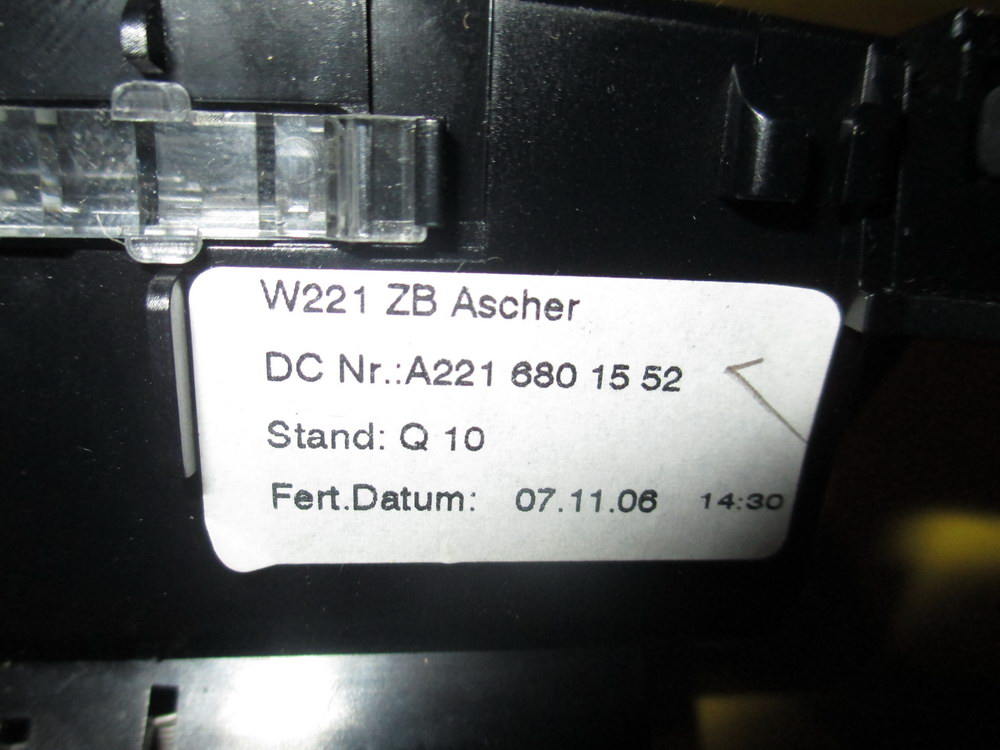 W221 ZB Ascher
DC Nr.:A221 680 15 52
Stand: Q 10
Fert.Datum: 07.11.06 14:30